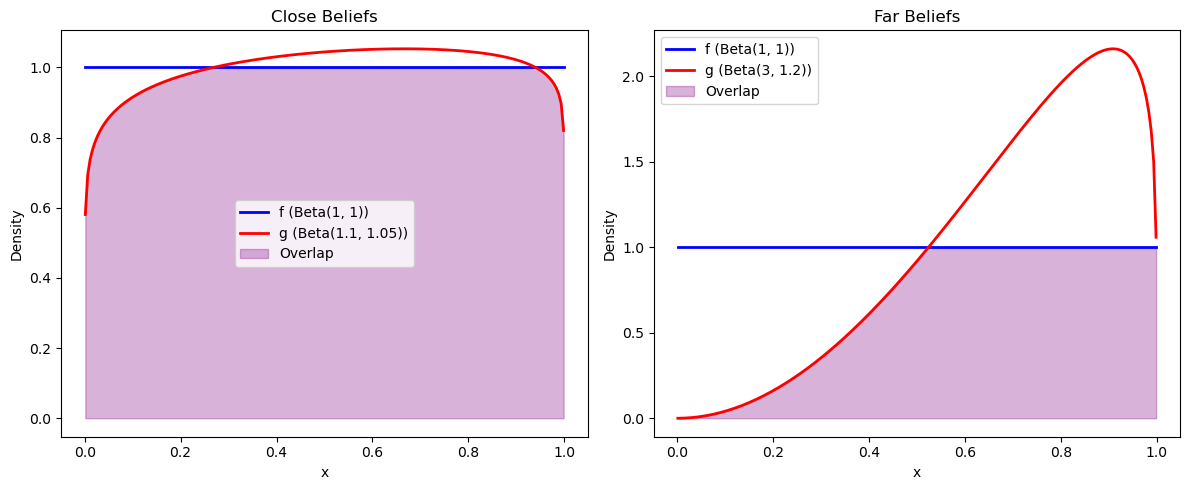 Close Beliefs
Density
1.0
0.8
0.6
0.4
0.2
0.0
f (Beta(1, 1))
g (Beta(1.1, 1.05))
Overlap
0.0 0.2 0.4 0.6 0.8 1.0
x
Far Beliefs
Density
2.0
1.5
1.0
0.5
0.0
f (Beta(1, 1))
g (Beta(3, 1.2))
Overlap
0.0 0.2 0.4 0.6 0.8 1.0
x